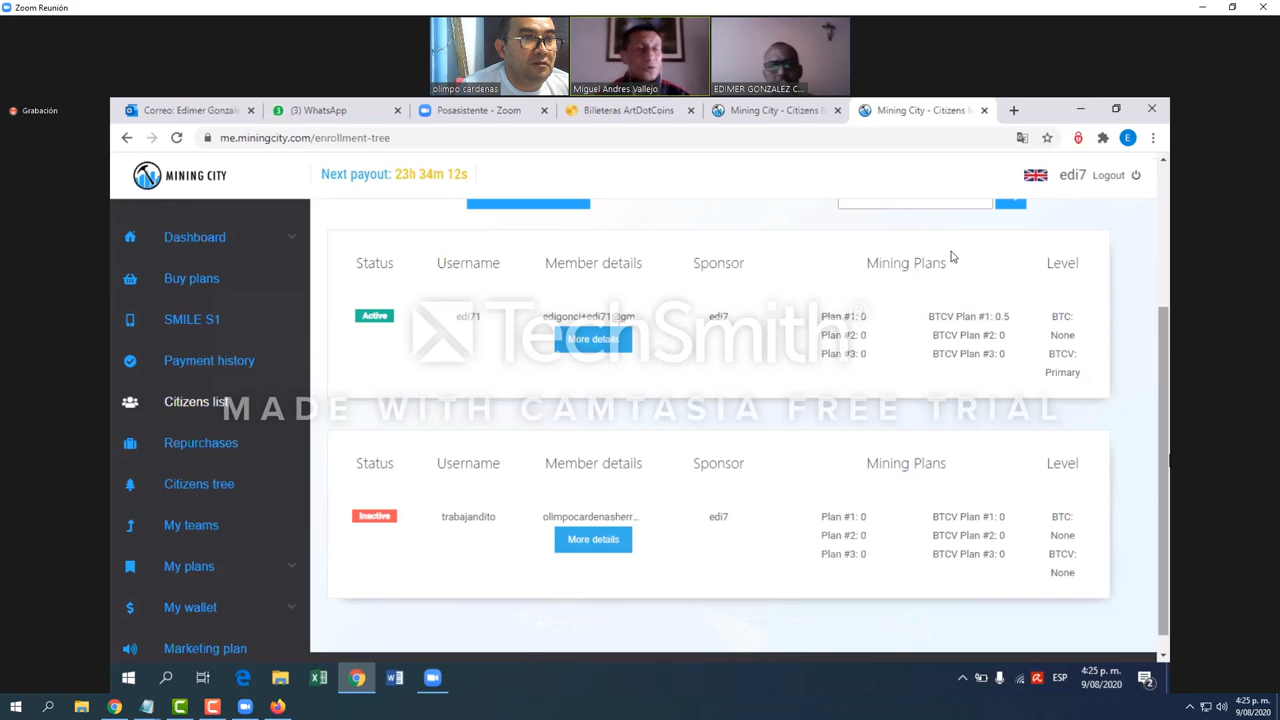 Zoom Reunión
Grabación
olimpo cardenas
Miguel Andres Vallejo
EDIMER GONZALEZ C...
Correo: Edimer Gonzale
(3) WhatsApp
Posasistente - Zoom
Billeteras ArtDotCoins
Mining City - Citizens
Mining City - Citizens
me.miningcity.com/enrollment-tree
E
MINING CITY
Next payout: 23h 34m 12s
edi7 Logout
Dashboard
Buy plans
SMILE S1
Payment history
Citizens list
Repurchases
Citizens tree
My teams
My plans
My wallet
Marketing plan
Status Username Member details Sponsor Mining Plans Level
Active edi71 edigonci+edi71@gm... edi7 Plan #1: 0 BTCV Plan #1: 0.5 BTC:
More details Plan #2: 0 BTCV Plan #2: 0 None
Plan #3: 0 BTCV Plan #3: 0 BTCV:
Primary
TechSmith®
MADE WITH CAMTASIA FREE TRIAL
Status Username Member details Sponsor Mining Plans Level
Inactive trabajandito olimpocardenasherr... edi7 Plan #1: 0 BTCV Plan #1: 0 BTC:
More details Plan #2: 0 BTCV Plan #2: 0 None
Plan #3: 0 BTCV Plan #3: 0 BTCV:
None
ESP
4:25 p. m.
9/08/2020
2
4:25 p. m.
9/08/2020